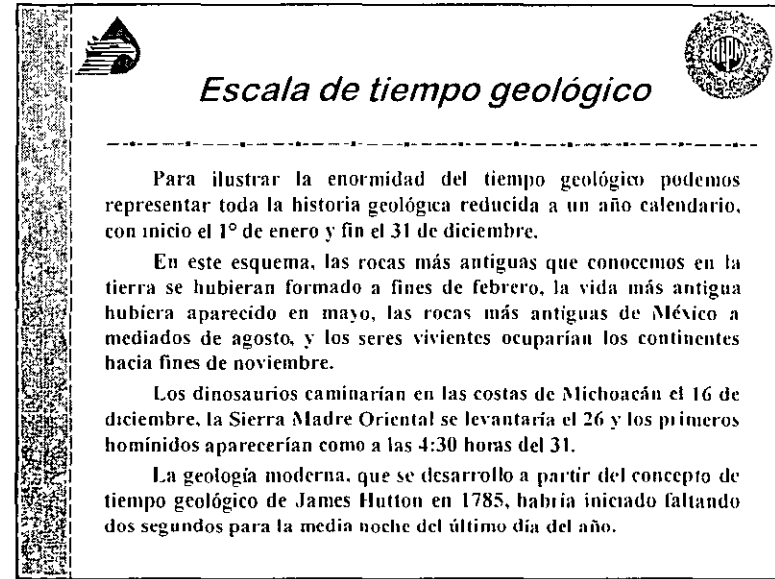 Escala de tiempo geológico
Para ilustrar la enormidad del tiempo geológico podemos
representar toda la historia geológica reducida a un año calendario,
con inicio el 1° de enero y fin el 31 de diciembre.
En este esquema, las rocas más antiguas que conocemos en la
tierra se hubieran formado a fines de febrero, la vida más antigua
hubiera aparecido en mayo, las rocas más antiguas de México a
mediados de agosto, y los seres vivientes ocuparían los continentes
hacia fines de noviembre.
Los dinosaurios caminarían en las costas de Michoacán el 16 de
diciembre, la Sierra Madre Oriental se levantaría el 26 y los primeros
homínidos aparecerían como a las 4:30 horas del 31.
La geología moderna, que se desarrollo a partir del concepto de
tiempo geológico de James Hutton en 1785, habría iniciado faltando
dos segundos para la media noche del último día del año.